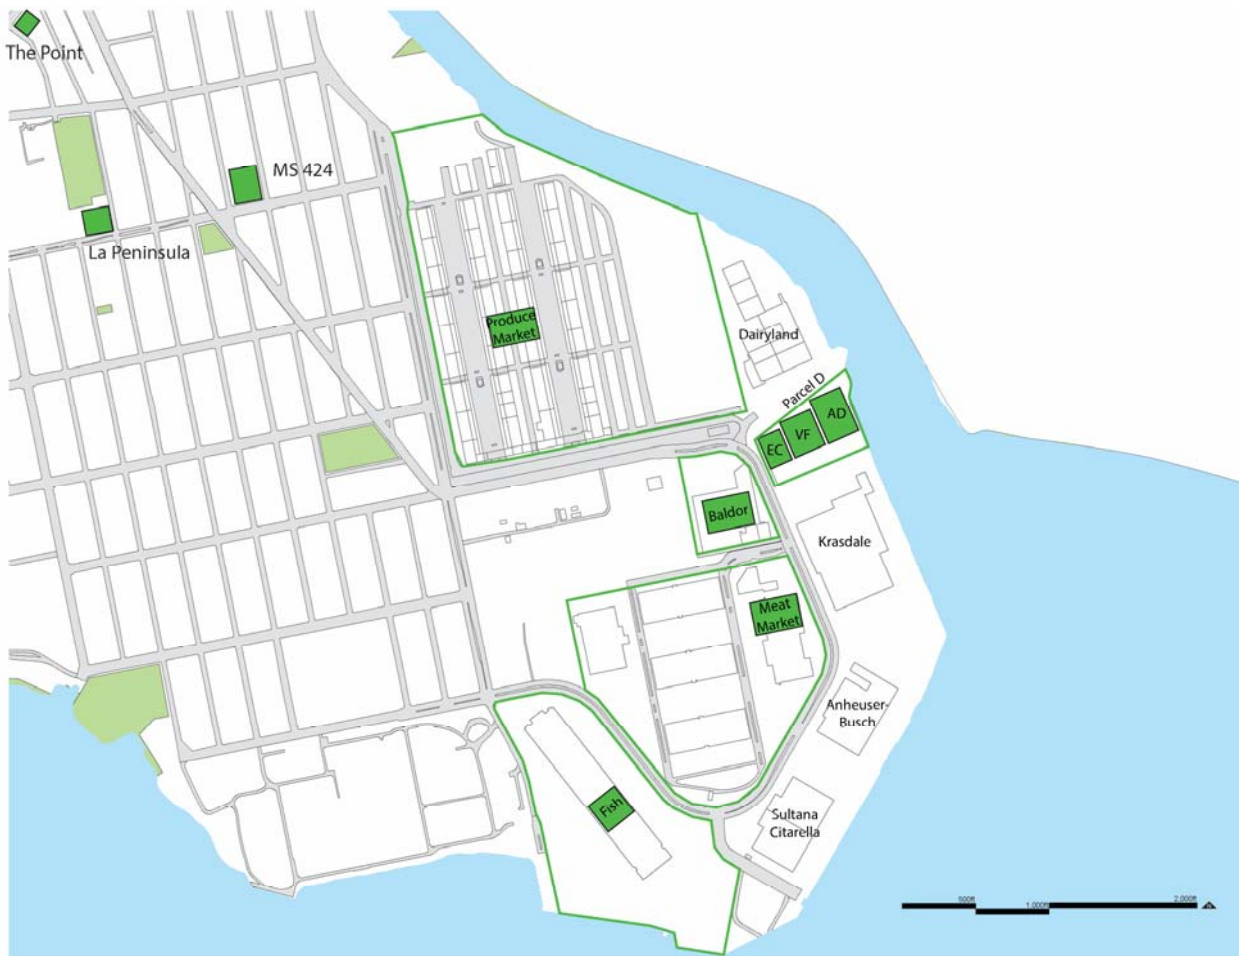 The Point
MS 424
La Peninsula
Produce
Market
Dairyland
Parcel D
AD
VF
EC
Baldor
Krasdale
Meat
Market
Anheuser-
Busch
Fish
Sultana
Citarella
500ft
1,000ft
2,000ft